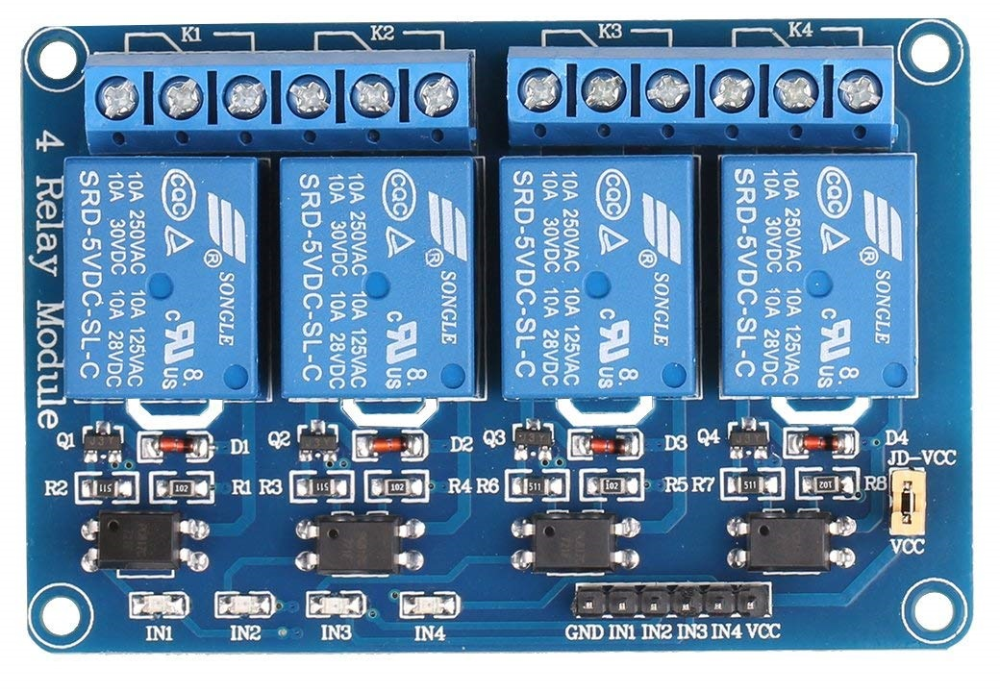 K1
K2
K3
K4
4 Relay Module
SONGLE
®
CQC
10A 250VAC 10A 125VAC
10A 30VDC 10A 28VDC
SRD-5VDC-SL-C
c US
8.
SONGLE
®
CQC
10A 250VAC 10A 125VAC
10A 30VDC 10A 28VDC
SRD-5VDC-SL-C
c US
8.
SONGLE
®
CQC
10A 250VAC 10A 125VAC
10A 30VDC 10A 28VDC
SRD-5VDC-SL-C
c US
8.
SONGLE
®
CQC
10A 250VAC 10A 125VAC
10A 30VDC 10A 28VDC
SRD-5VDC-SL-C
c US
8.
Q1 J3Y D1
Q2 J3Y D2
Q3 J3Y D3
Q4 J3Y D4
JD-VCC
R2 511 102 R1
R3 511 102 R4
R6 511 102 R5
R7 511 102 R8
VCC
IN1
IN2
IN3
IN4
GND IN1 IN2 IN3 IN4 VCC